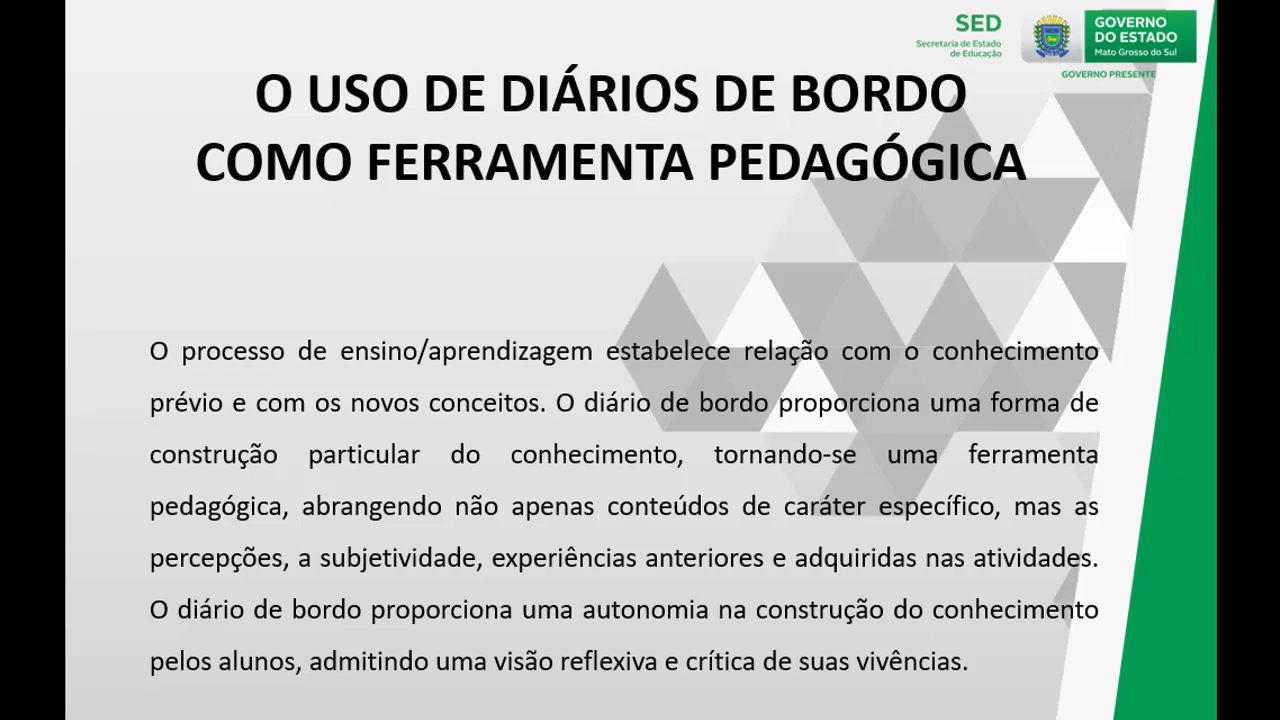 SED
Secretaria de Estado
de Educação
GOVERNO
DO ESTADO
Mato Grosso do Sul
GOVERNO PRESENTE
O USO DE DIÁRIOS DE BORDO
COMO FERRAMENTA PEDAGÓGICA
O processo de ensino/aprendizagem estabelece relação com o conhecimento
prévio e com os novos conceitos. O diário de bordo proporciona uma forma de
construção particular do conhecimento, tornando-se uma ferramenta
pedagógica, abrangendo não apenas conteúdos de caráter específico, mas as
percepções, a subjetividade, experiências anteriores e adquiridas nas atividades.
O diário de bordo proporciona uma autonomia na construção do conhecimento
pelos alunos, admitindo uma visão reflexiva e crítica de suas vivências.